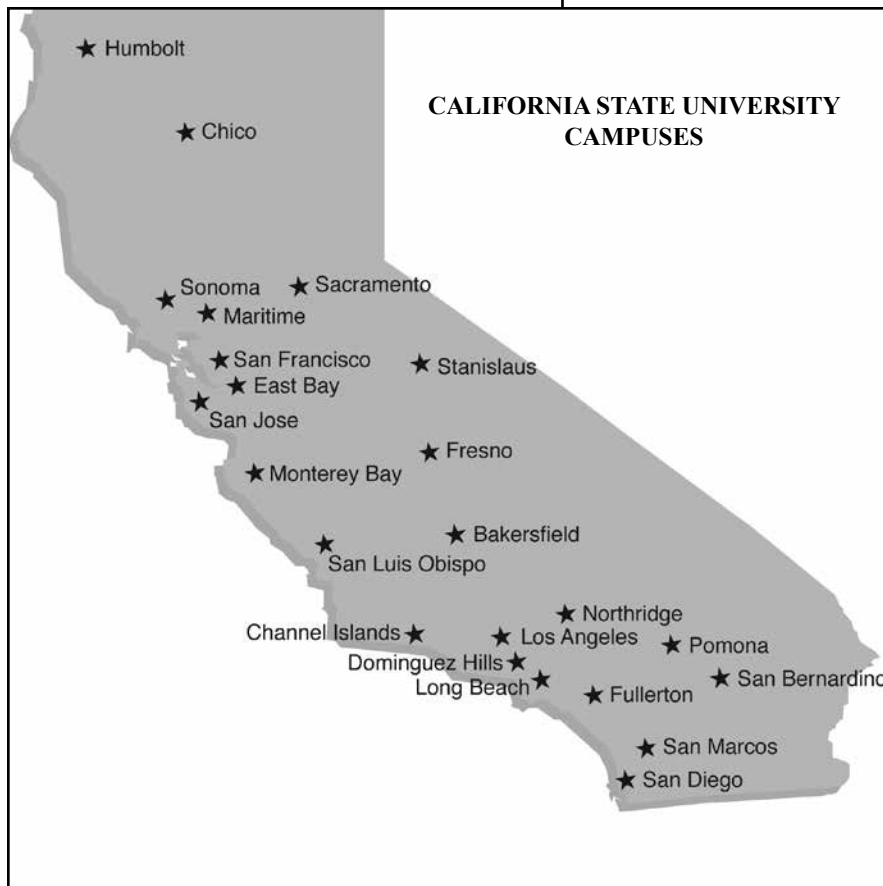 CALIFORNIA STATE UNIVERSITY
CAMPUSES
Humbolt
Chico
Sonoma
Sacramento
Maritime
San Francisco
Stanislaus
East Bay
San Jose
Fresno
Monterey Bay
Bakersfield
San Luis Obispo
Northridge
Channel Islands
Los Angeles
Pomona
Dominguez Hills
San Bernardino
Long Beach
Fullerton
San Marcos
San Diego